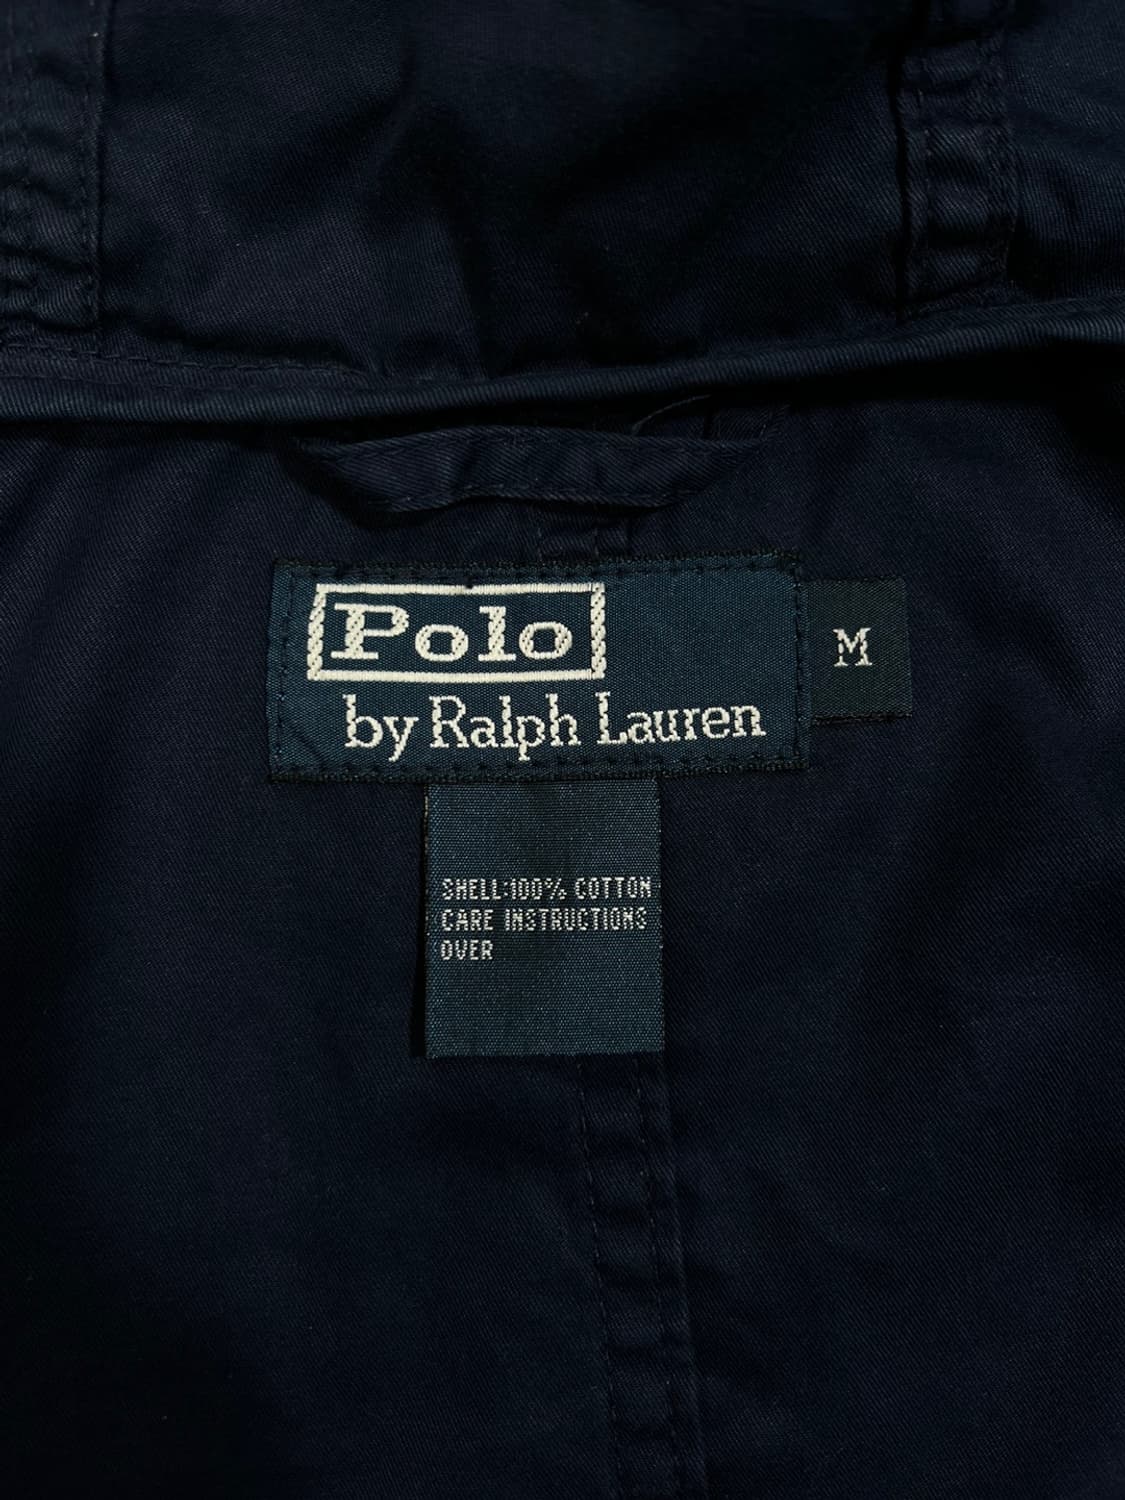 Polo
by Ralph Lauren
M
SHELL:100% COTTON
CARE INSTRUCTIONS
OVER